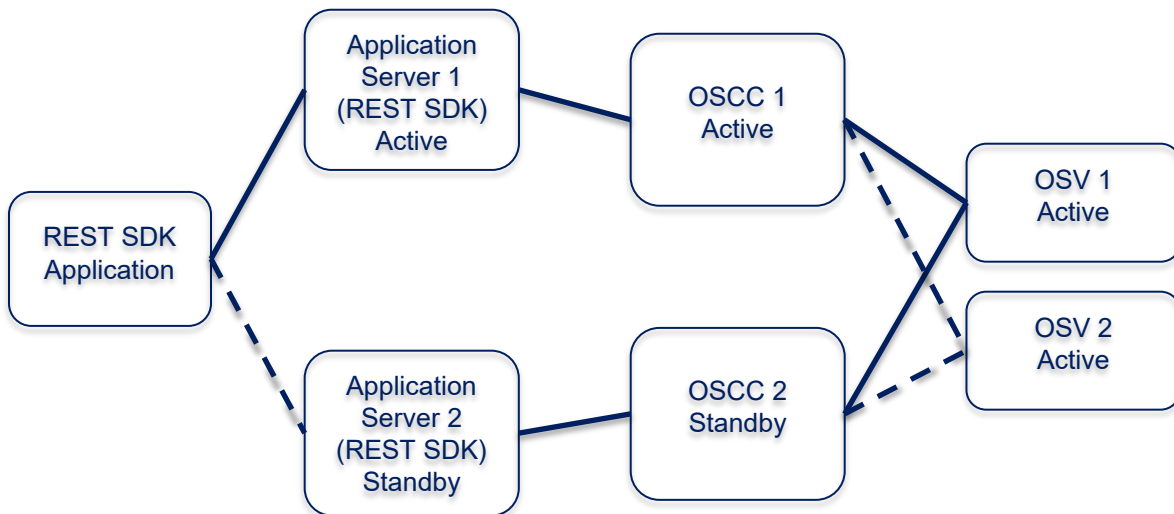 REST SDK
Application
Application
Server 1
(REST SDK)
Active
OSCC 1
Active
OSV 1
Active
OSV 2
Active
Application
Server 2
(REST SDK)
Standby
OSCC 2
Standby